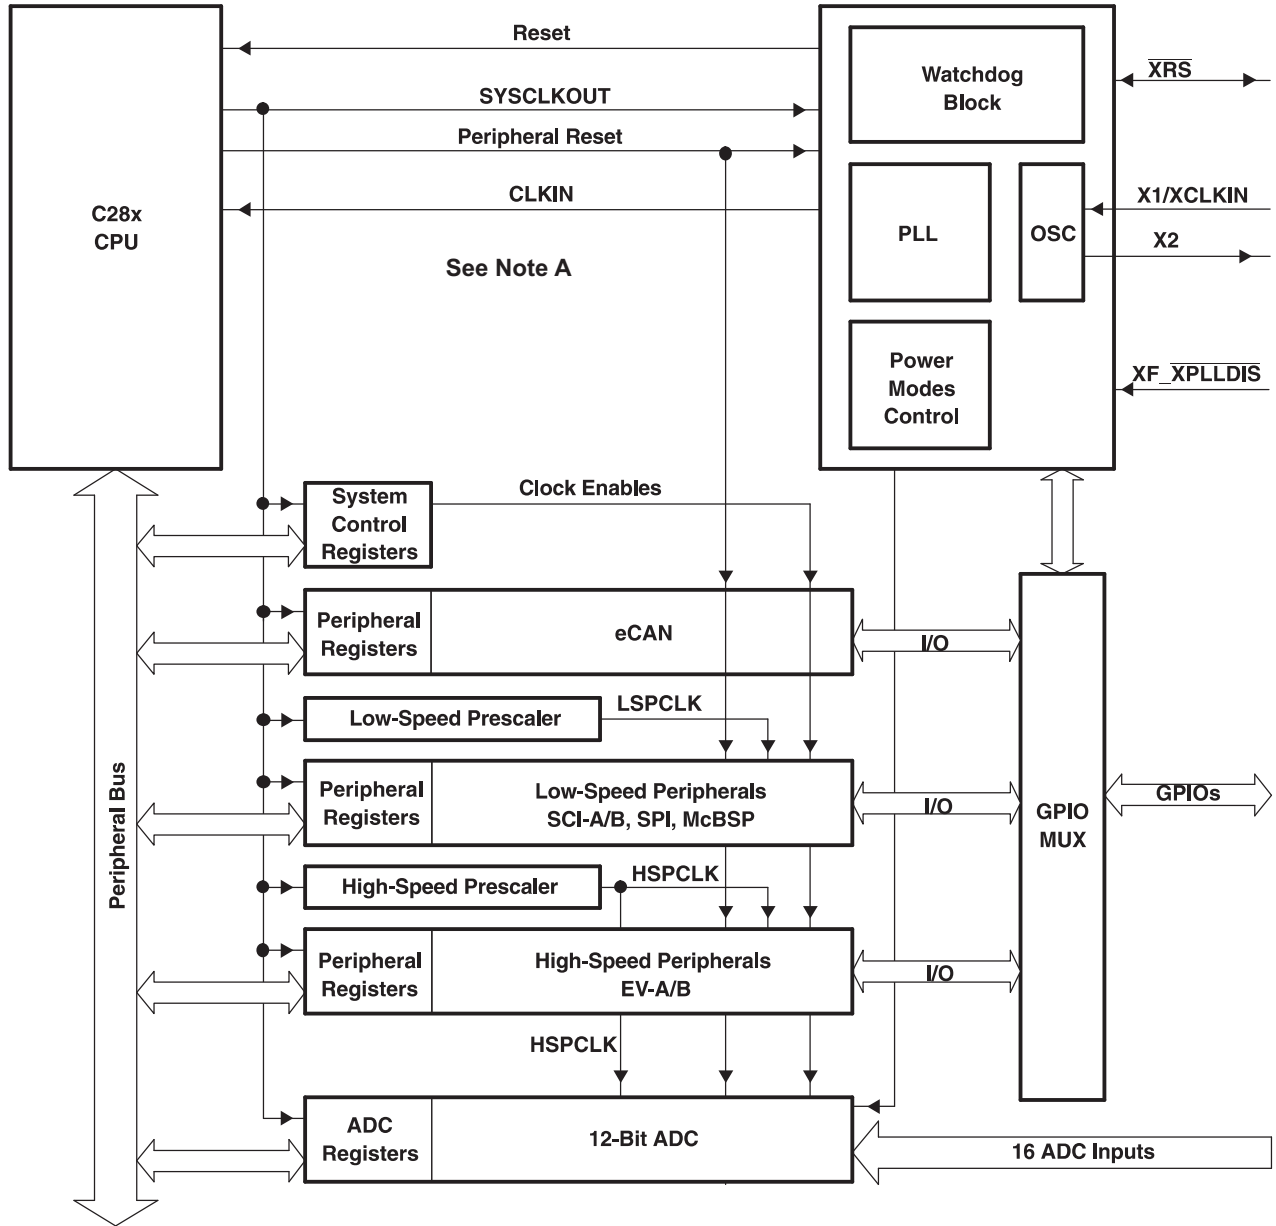 Reset
SYSCLKOUT
Peripheral Reset
CLKIN
See Note A
C28x
CPU
Watchdog
Block
PLL
OSC
Power
Modes
Control
XRS
X1/XCLKIN
X2
XF_XPLLDIS
System
Control
Registers
Clock Enables
Peripheral
Registers
eCAN
I/O
Low-Speed Prescaler
LSPCLK
Peripheral
Registers
Low-Speed Peripherals
SCI-A/B, SPI, McBSP
I/O
High-Speed Prescaler
HSPCLK
Peripheral
Registers
High-Speed Peripherals
EV-A/B
I/O
HSPCLK
ADC
Registers
12-Bit ADC
16 ADC Inputs
GPIO
MUX
GPIOs
Peripheral Bus